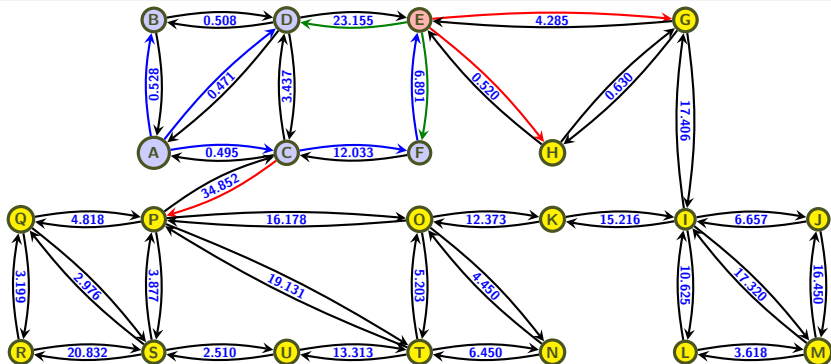 B 0.508 D 23.155 E 4.285 G
0.528 0.471 3.437 6.891 0.520 0.630 17.406
A 0.495 C 12.033 F H
34.852
Q 4.818 P 16.178 O 12.373 K 15.216 I 6.657 J
3.199 2.976 3.877 19.131 5.203 4.450 10.625 17.320 16.450
R 20.832 S 2.510 U 13.313 T 6.450 N L 3.618 M